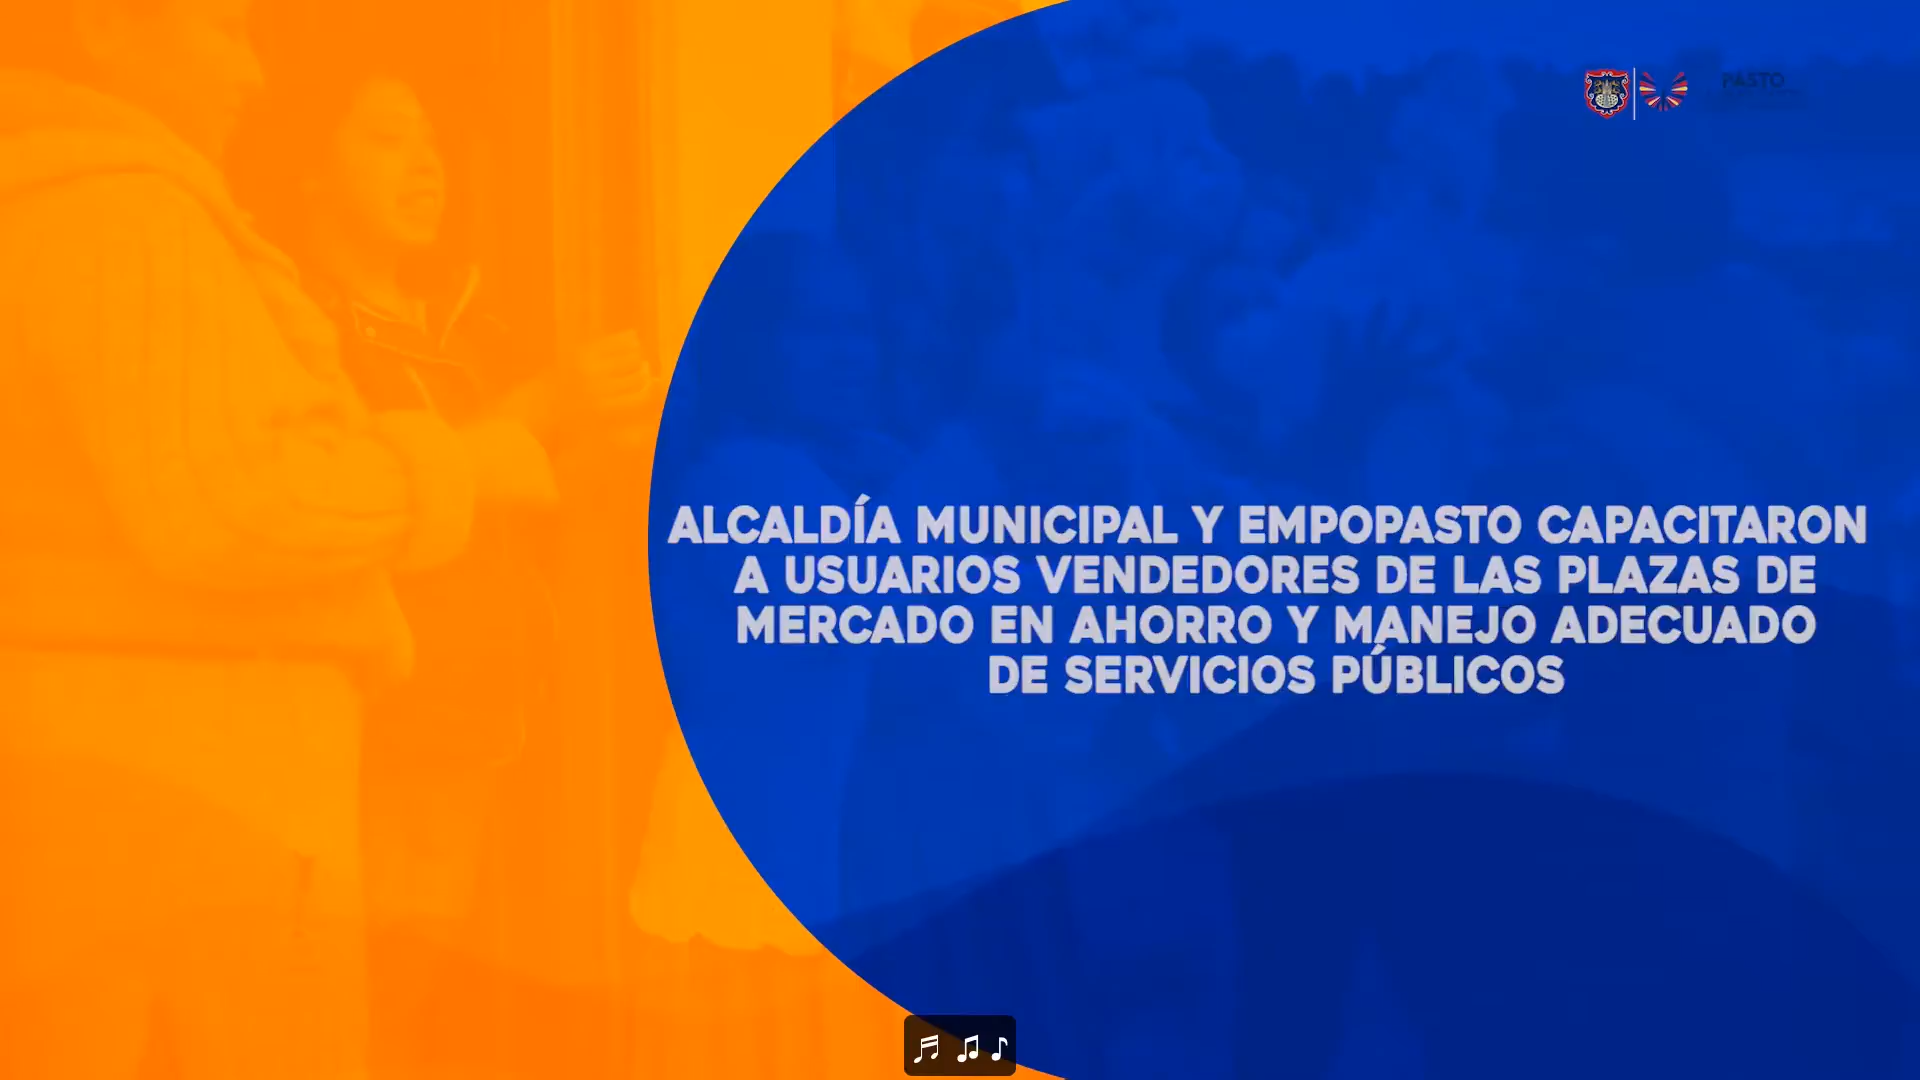 PASTO
ALCALDÍA MUNICIPAL Y EMPOPASTO CAPACITARON
A USUARIOS VENDEDORES DE LAS PLAZAS DE
MERCADO EN AHORRO Y MANEJO ADECUADO
DE SERVICIOS PÚBLICOS